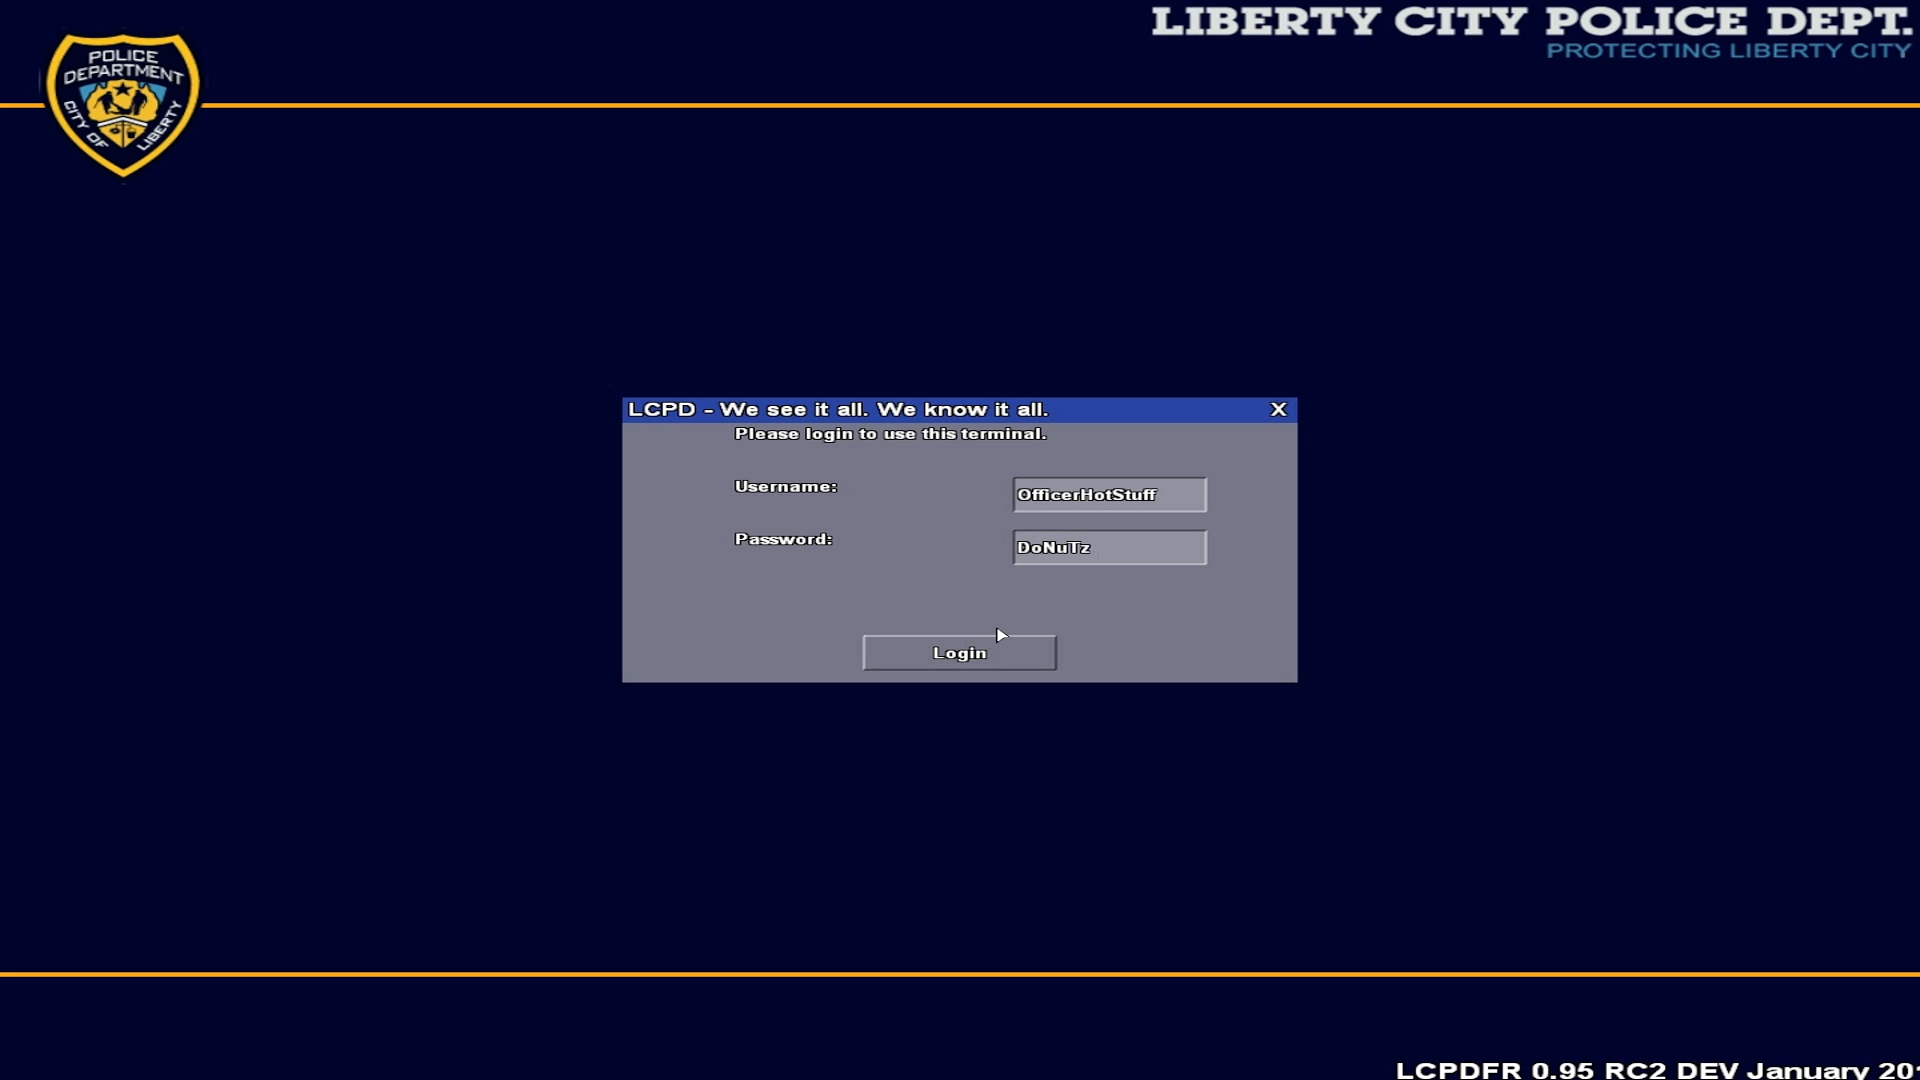 POLICE
DEPARTMENT
CITY OF LIBERTY
LIBERTY CITY POLICE DEPT.
PROTECTING LIBERTY CITY
LCPD - We see it all. We know it all. X
Please login to use this terminal.
Username: OfficerHotStuff
Password: DoNuTz
Login
LCPDFR 0.95 RC2 DEV January